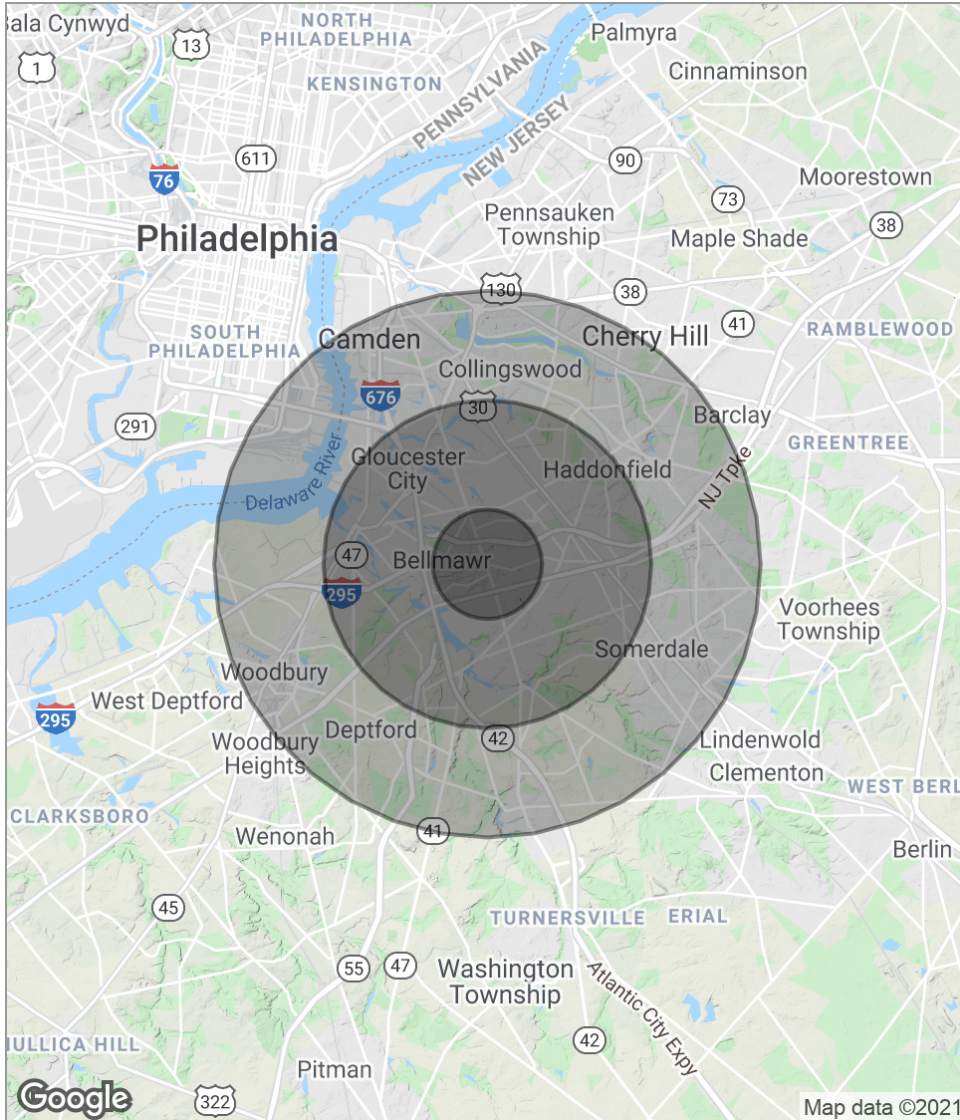 Bala Cynwyd
NORTH
PHILADELPHIA
13
1
KENSINGTON
PENNSYLVANIA
NEW JERSEY
Palmyra
Cinnaminson
611
76
90
73
Moorestown
Philadelphia
Pennsauken
Township
Maple Shade
38
130
38
41
SOUTH
PHILADELPHIA
Camden
Cherry Hill
RAMBLEWOOD
Collingswood
676
30
291
Barclay
GREENTREE
Gloucester
City
Haddonfield
NJ Tpke
Delaware River
47
Bellmawr
295
Voorhees
Township
Somerdale
Woodbury
West Deptford
295
Deptford
42
Woodbury
Heights
Lindenwold
Clementon
WEST BERL
CLARKSBORO
41
Wenonah
Berlin
45
TURNERSVILLE
ERIAL
55
47
Washington
Township
Atlantic City Expy
42
ULLICA HILL
Pitman
322
Google
Map data ©2021